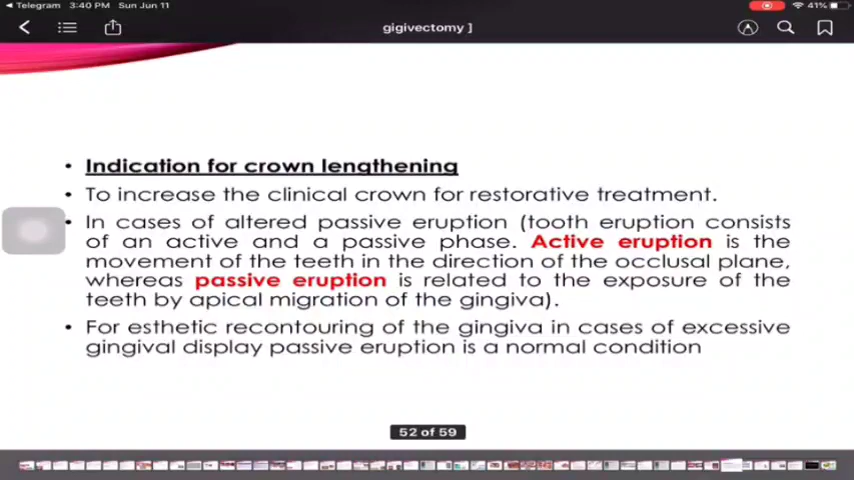 Telegram 3:40 PM Sun Jun 11
41%
gigivectomy ]
• Indication for crown lengthening
• To increase the clinical crown for restorative treatment.
• In cases of altered passive eruption (tooth eruption consists
of an active and a passive phase. Active eruption is the
movement of the teeth in the direction of the occlusal plane,
whereas passive eruption is related to the exposure of the
teeth by apical migration of the gingiva).
• For esthetic recontouring of the gingiva in cases of excessive
gingival display passive eruption is a normal condition
52 of 59